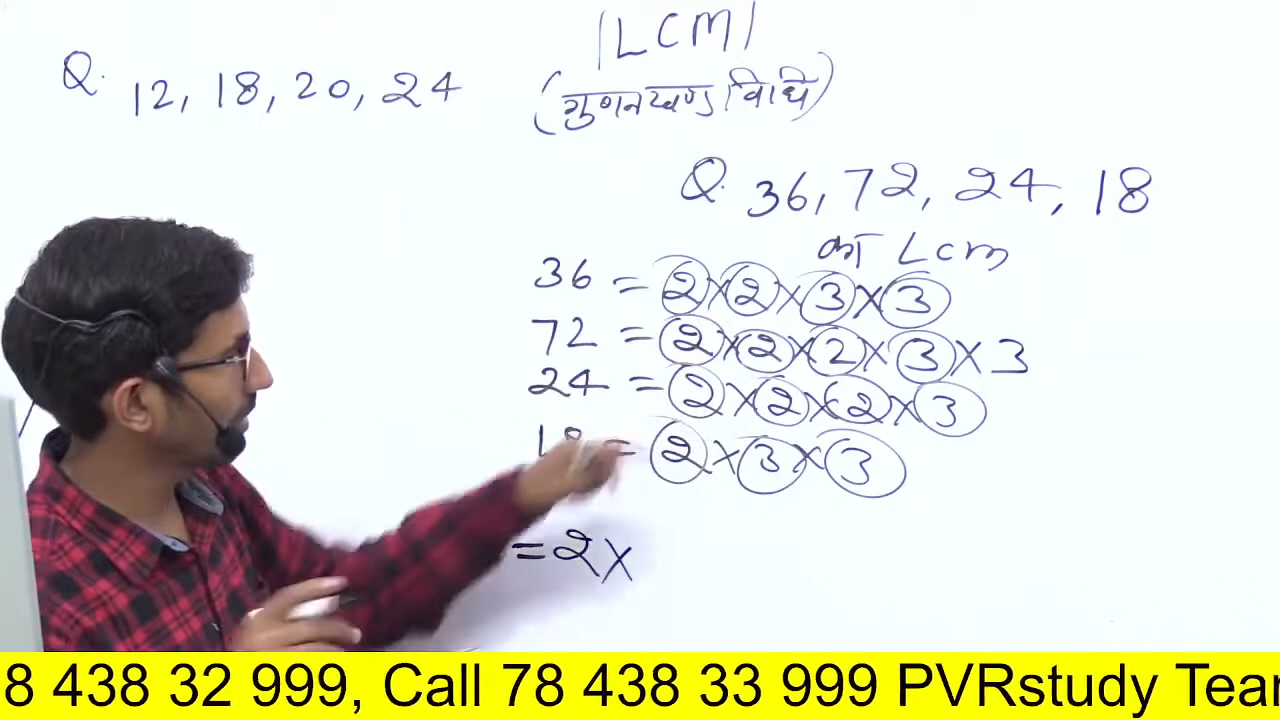 |LCM|
(गुणनखण्ड विधि)
Q. 12, 18, 20, 24
Q. 36, 72, 24, 18
का Lcm
36 = 2×2×3×3
72 = 2×2×2×3×3
24 = 2×2×2×3
18 = 2×3×3
= 2×
8 438 32 999, Call 78 438 33 999 PVRstudy Tea